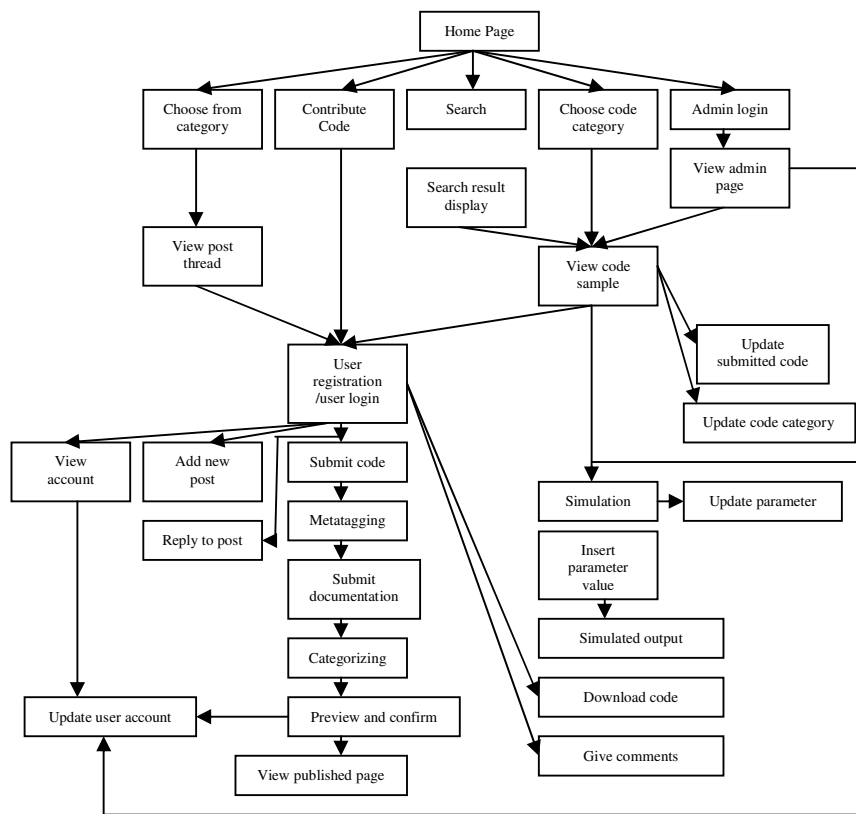 Home Page
Choose from
category
Contribute
Code
Search
Choose code
category
Admin login
View admin
page
Search result
display
View post
thread
View code
sample
Update
submitted code
User
registration
/user login
Update code category
View
account
Add new
post
Submit code
Simulation
Update parameter
Metatagging
Reply to post
Insert
parameter
value
Submit
documentation
Simulated output
Categorizing
Download code
Update user account
Preview and confirm
Give comments
View published page